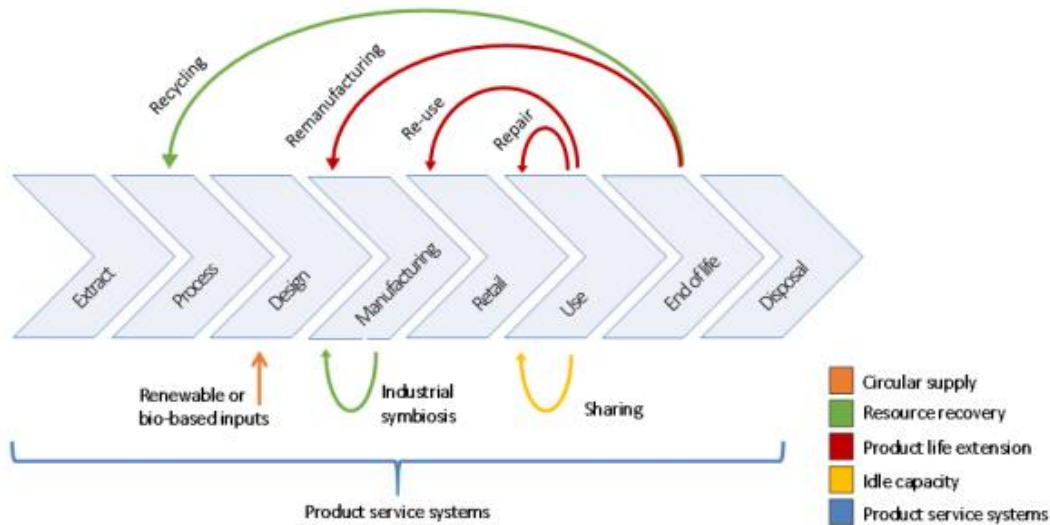 Recycling
Remanufacturing
Re-use
Repair
Extract
Process
Design
Manufacturing
Retail
Use
End of life
Disposal
Renewable or
bio-based inputs
Industrial
symbiosis
Sharing
Product service systems
Circular supply
Resource recovery
Product life extension
Idle capacity
Product service systems